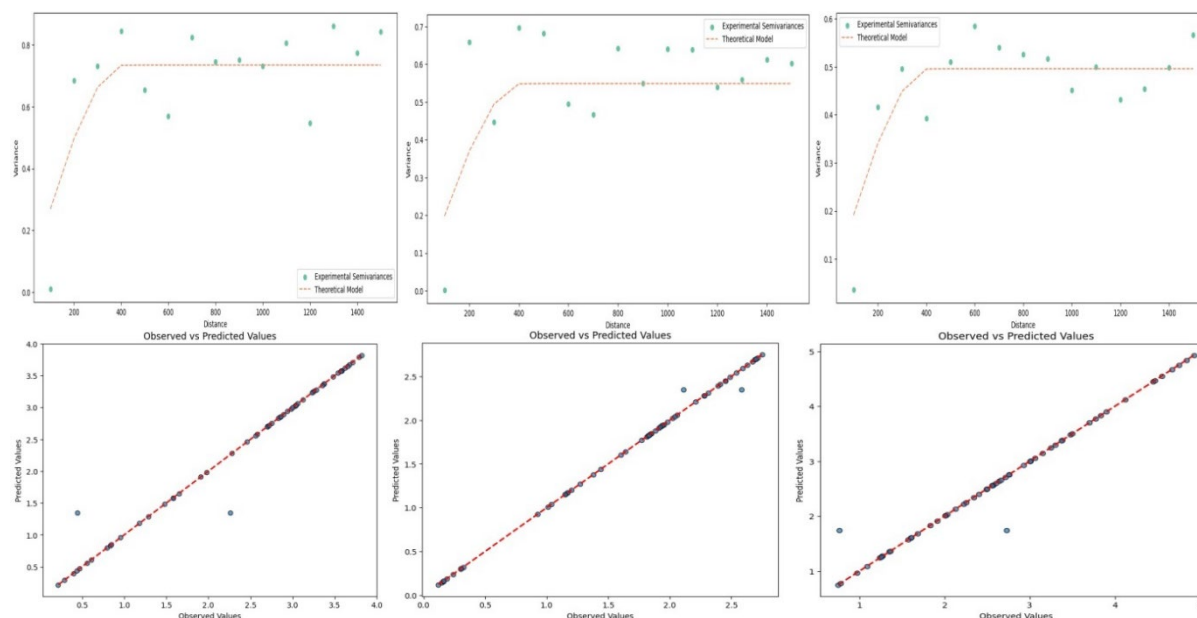 0.8
0.6
0.4
0.2
0.0
Variance
200 400 600 800 1000 1200 1400
Distance
Experimental Semivariances
Theoretical Model
0.7
0.6
0.5
0.4
0.3
0.2
0.1
0.0
Variance
200 400 600 800 1000 1200 1400
Distance
Experimental Semivariances
Theoretical Model
0.6
0.5
0.4
0.3
0.2
0.1
Variance
200 400 600 800 1000 1200 1400
Distance
Experimental Semivariances
Theoretical Model
Observed vs Predicted Values
4.0
3.5
3.0
2.5
2.0
1.5
1.0
0.5
Predicted Values
0.5 1.0 1.5 2.0 2.5 3.0 3.5 4.0
Observed Values
Observed vs Predicted Values
2.5
2.0
1.5
1.0
0.5
0.0
Predicted Values
0.0 0.5 1.0 1.5 2.0 2.5
Observed Values
Observed vs Predicted Values
5
4
3
2
1
Predicted Values
1 2 3 4
Observed Values